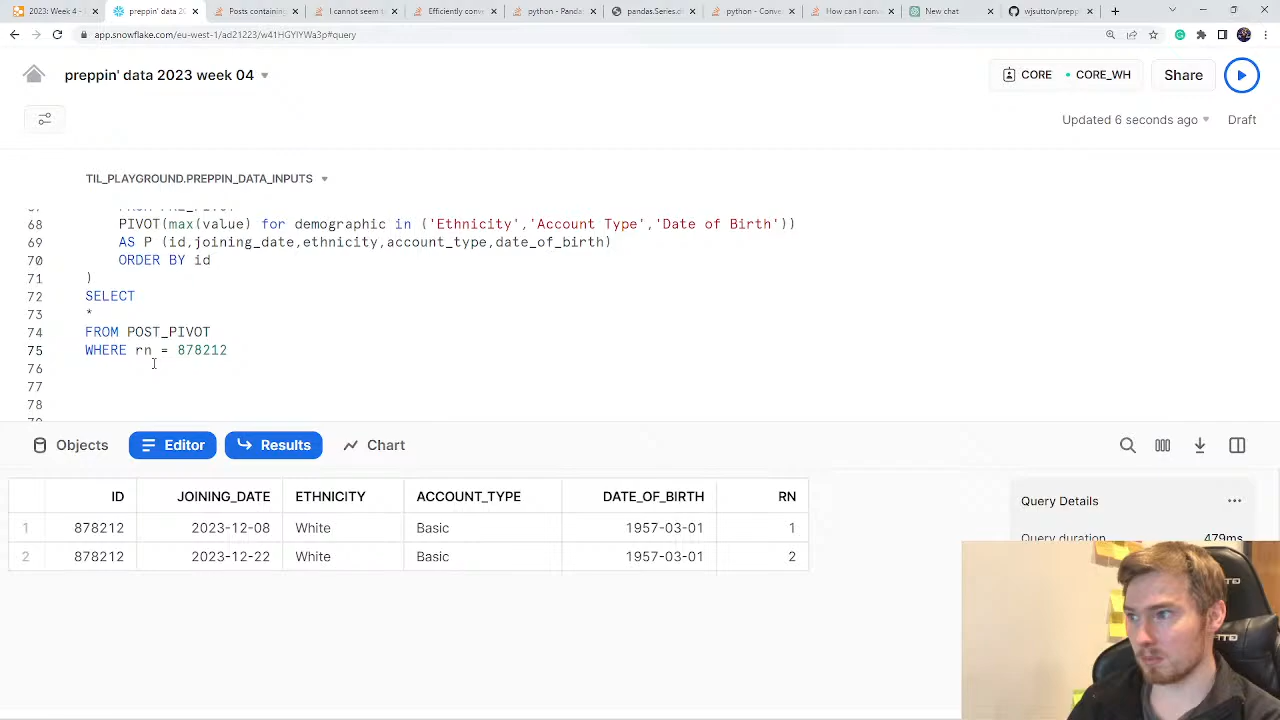 2023: Week 4 -
preppin' data 20
Posts containing
I cannot seem t
Efficiently conve
python - Panda
pandas.Series.d
python - Conve
How can I conv
New chat
wjsutton/prepp
app.snowflake.com/eu-west-1/ad21223/w41HGYlYWa3p#query
preppin' data 2023 week 04
CORE
CORE_WH
Share
Updated 6 seconds ago
Draft
TIL_PLAYGROUND.PREPPIN_DATA_INPUTS
68 PIVOT(max(value) for demographic in ('Ethnicity','Account Type','Date of Birth'))
69 AS P (id,joining_date,ethnicity,account_type,date_of_birth)
70 ORDER BY id
71 )
72 SELECT
73 *
74 FROM POST_PIVOT
75 WHERE rn = 878212
76
77
78
Objects
Editor
Results
Chart
ID JOINING_DATE ETHNICITY ACCOUNT_TYPE DATE_OF_BIRTH RN
1 878212 2023-12-08 White Basic 1957-03-01 1
2 878212 2023-12-22 White Basic 1957-03-01 2
Query Details
Query duration 479ms